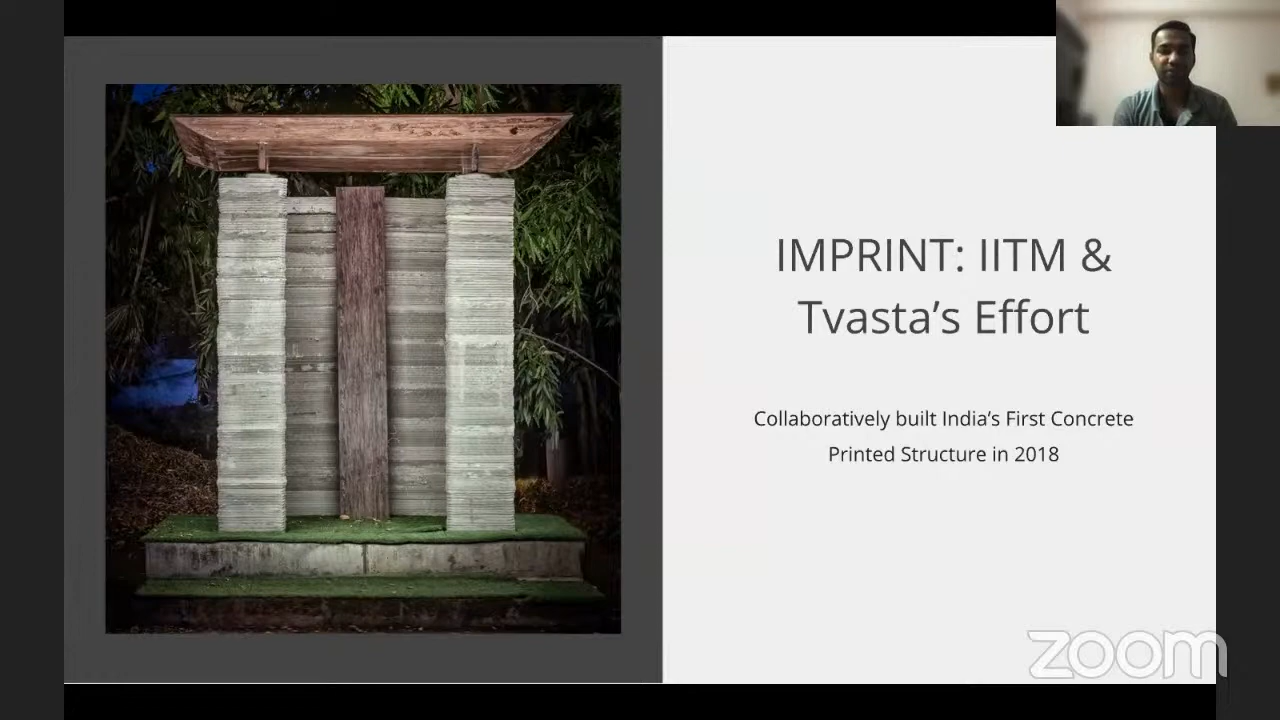 IMPRINT: IITM &
Tvasta’s Effort
Collaboratively built India’s First Concrete
Printed Structure in 2018
zoom